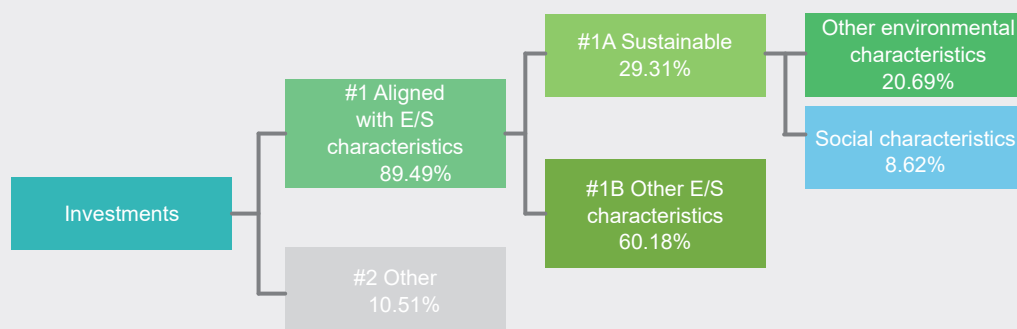 Investments
#1 Aligned
with E/S
characteristics
89.49%
#2 Other
10.51%
#1A Sustainable
29.31%
#1B Other E/S
characteristics
60.18%
Other environmental
characteristics
20.69%
Social characteristics
8.62%